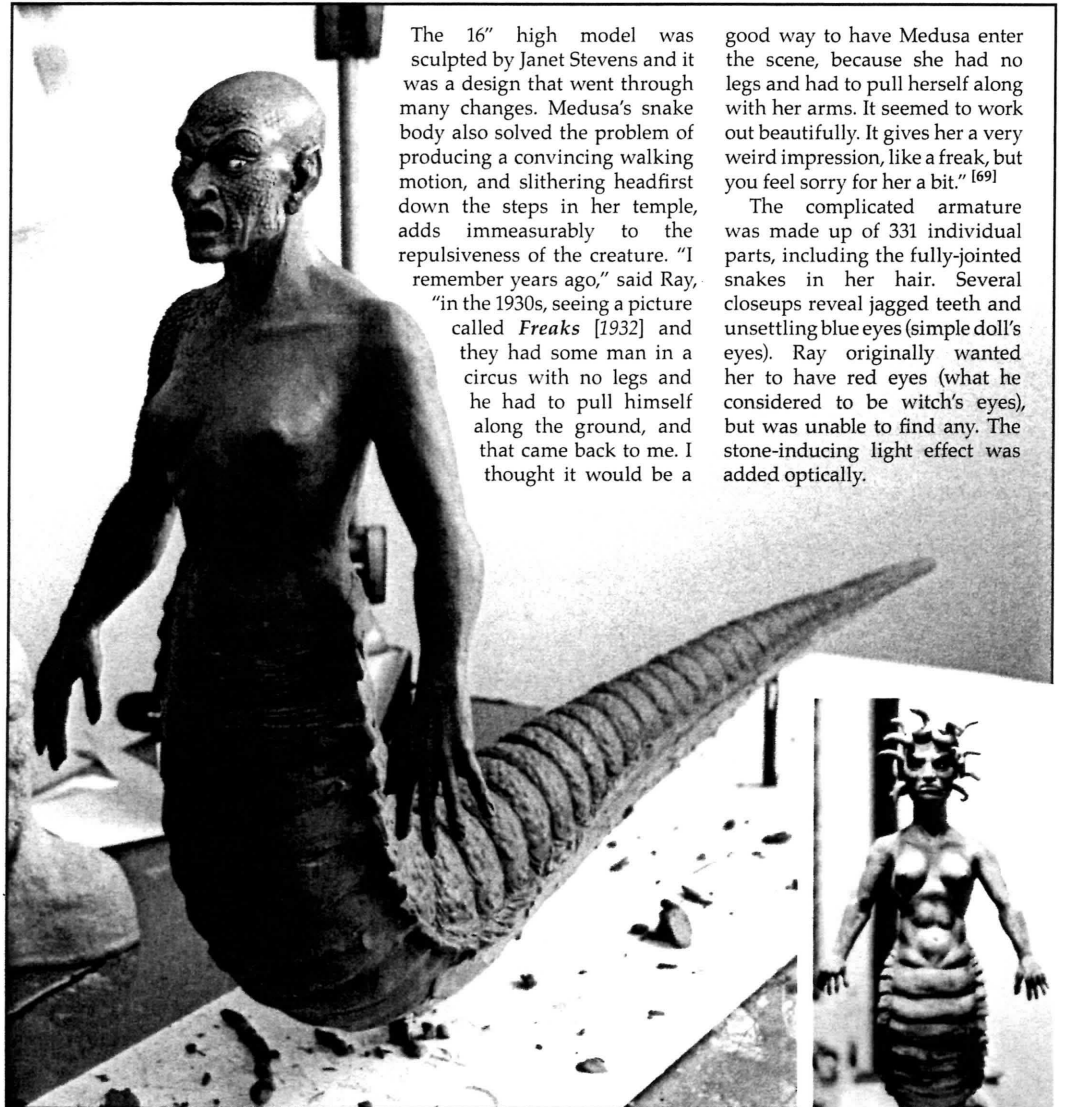 The 16" high model was
sculpted by Janet Stevens and it
was a design that went through
many changes. Medusa's snake
body also solved the problem of
producing a convincing walking
motion, and slithering headfirst
down the steps in her temple,
adds immeasurably to the
repulsiveness of the creature. "I
remember years ago," said Ray,
"in the 1930s, seeing a picture
called Freaks [1932] and
they had some man in a
circus with no legs and
he had to pull himself
along the ground, and
that came back to me. I
thought it would be a
good way to have Medusa enter
the scene, because she had no
legs and had to pull herself along
with her arms. It seemed to work
out beautifully. It gives her a very
weird impression, like a freak, but
you feel sorry for her a bit." [69]
The complicated armature
was made up of 331 individual
parts, including the fully-jointed
snakes in her hair. Several
closeups reveal jagged teeth and
unsettling blue eyes (simple doll's
eyes). Ray originally wanted
her to have red eyes (what he
considered to be witch's eyes),
but was unable to find any. The
stone-inducing light effect was
added optically.